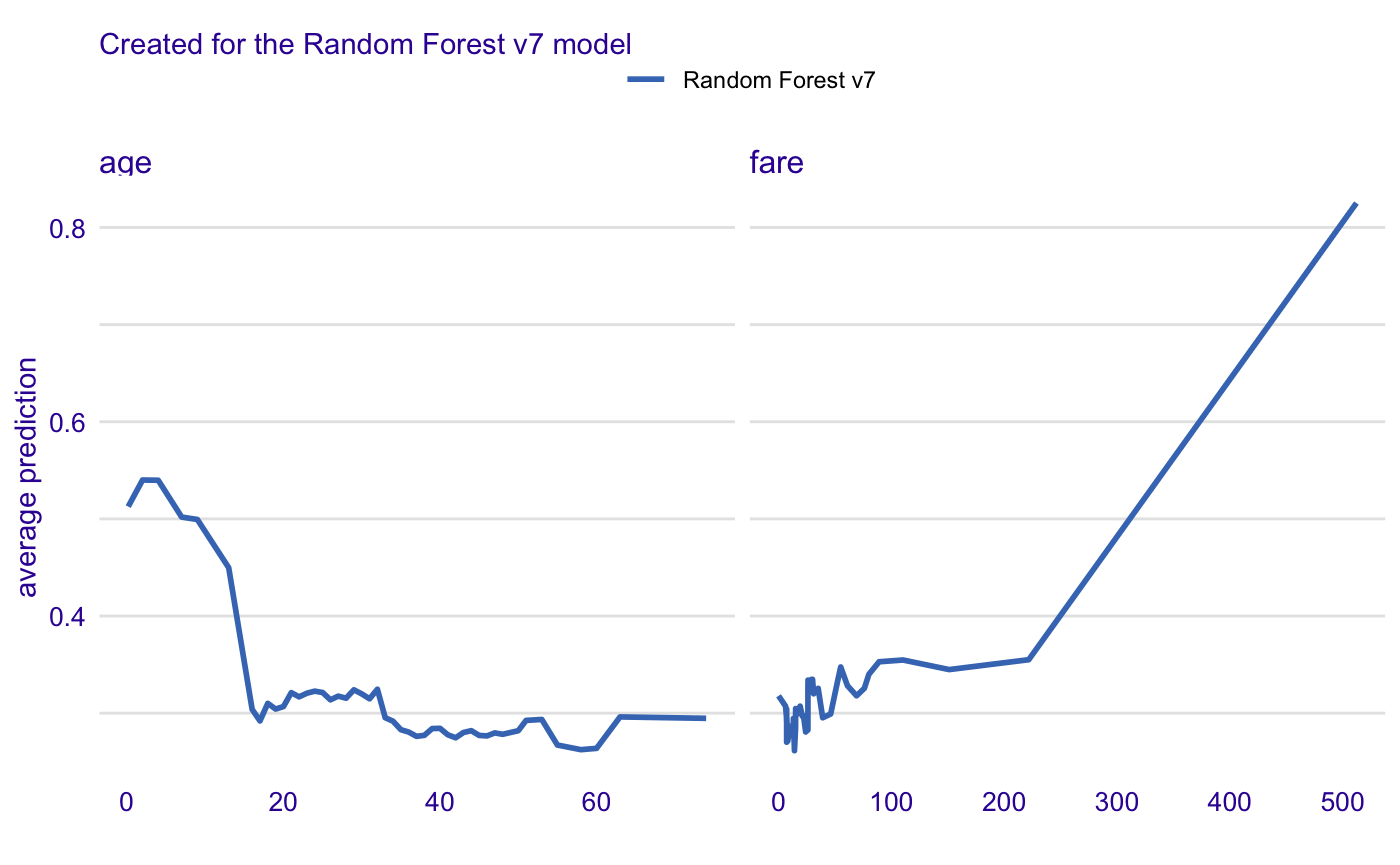 Created for the Random Forest v7 model
Random Forest v7
age
fare
average prediction
0.8
0.6
0.4
0 20 40 60
0 100 200 300 400 500